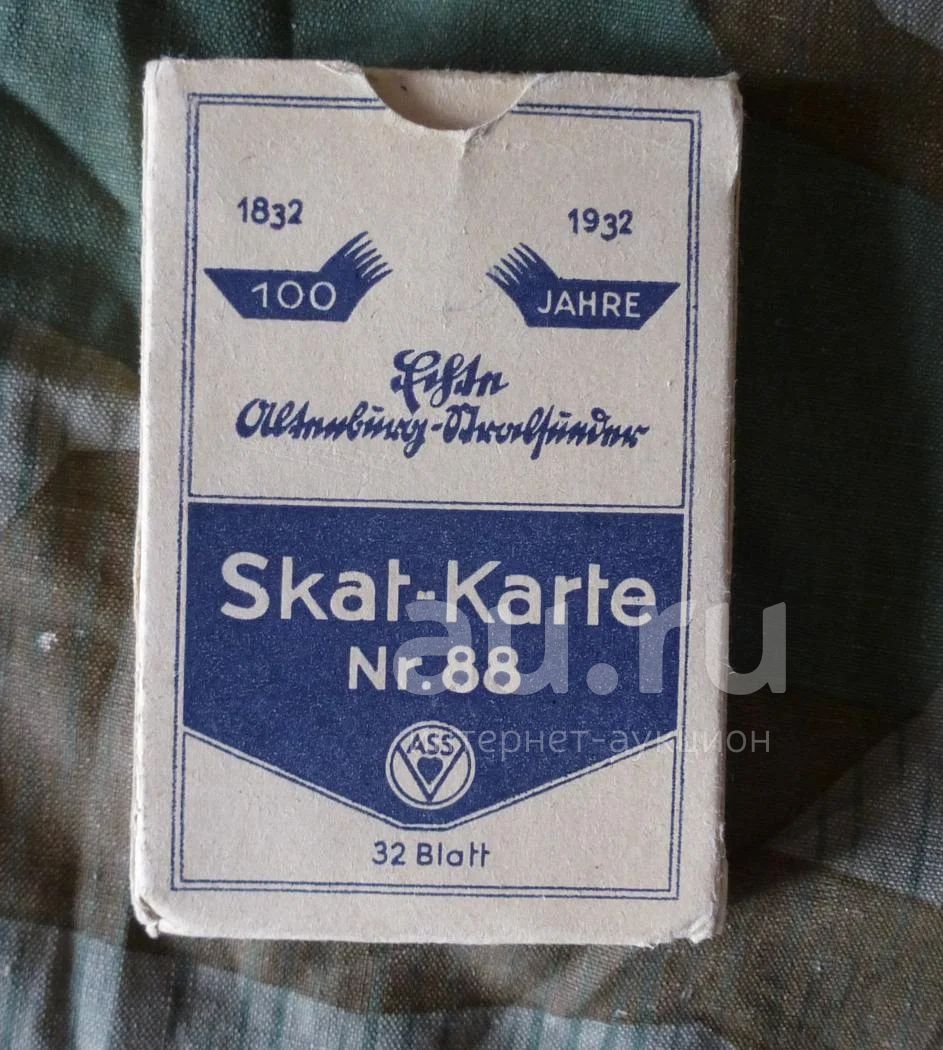 1832 1932
100 JAHRE
Echte
Altenburg-Stralsunder
Skat-Karte
Nr. 88
au.ru
интернет-аукцион
ASS
32 Blatt